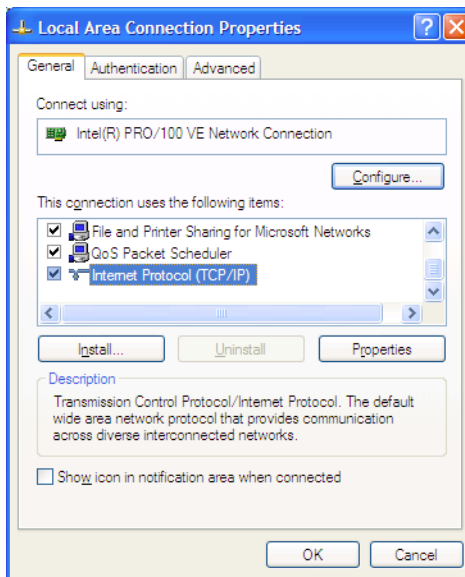 Local Area Connection Properties
General Authentication Advanced
Connect using:
Intel(R) PRO/100 VE Network Connection
Configure...
This connection uses the following items:
File and Printer Sharing for Microsoft Networks
QoS Packet Scheduler
Internet Protocol (TCP/IP)
Install... Uninstall Properties
Description
Transmission Control Protocol/Internet Protocol. The default
wide area network protocol that provides communication
across diverse interconnected networks.
Show icon in notification area when connected
OK Cancel